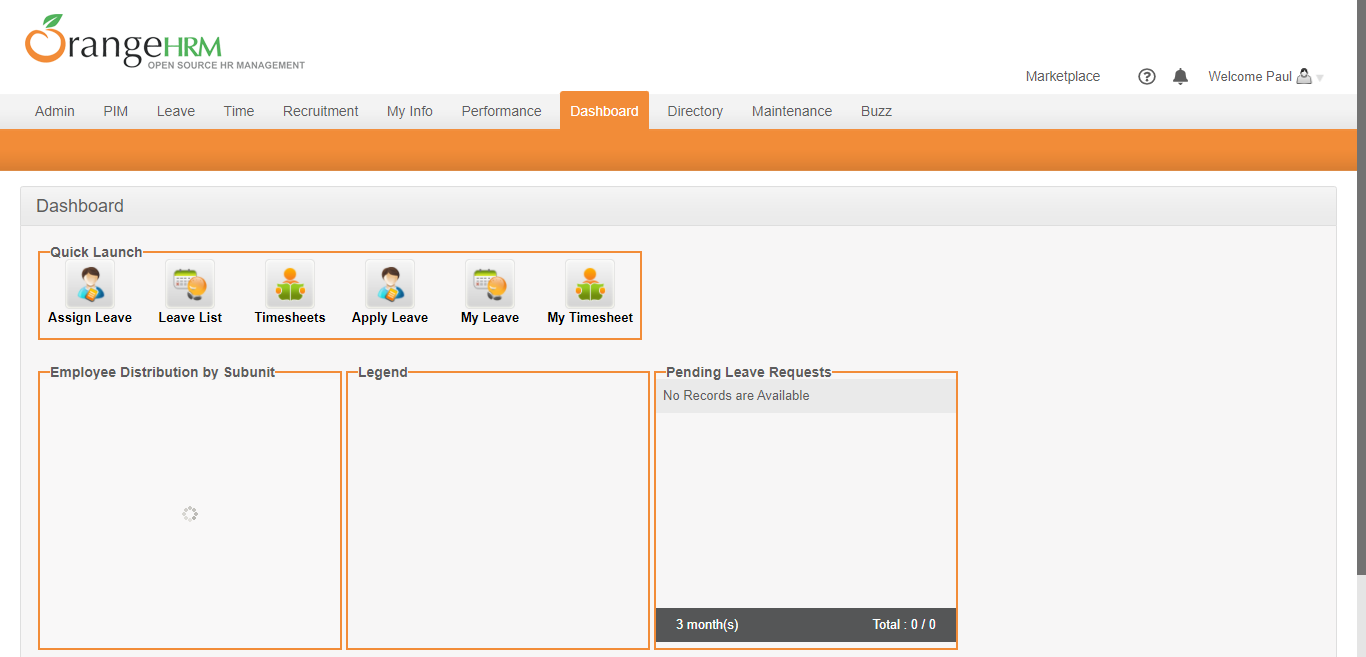 OrangeHRM
OPEN SOURCE HR MANAGEMENT
Marketplace ? Welcome Paul
Admin PIM Leave Time Recruitment My Info Performance Dashboard Directory Maintenance Buzz
Dashboard
Quick Launch
Assign Leave Leave List Timesheets Apply Leave My Leave My Timesheet
Employee Distribution by Subunit Legend Pending Leave Requests
No Records are Available
3 month(s) Total : 0 / 0